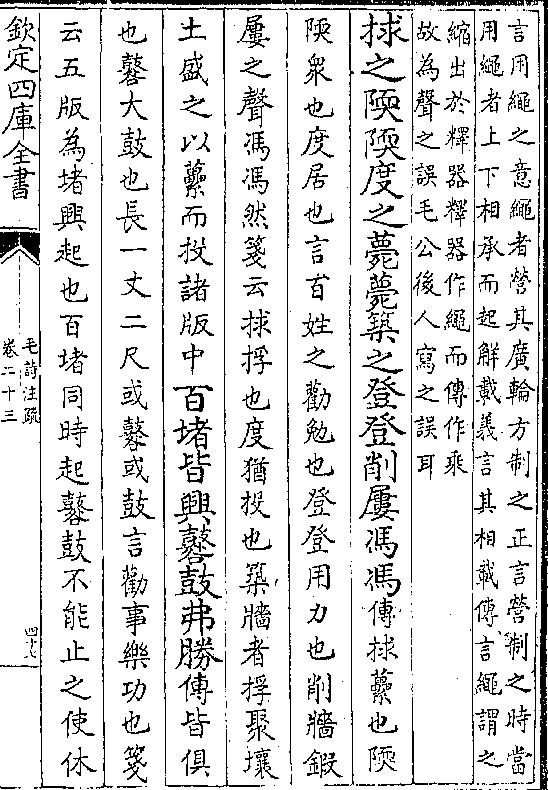 言用繩之意繩者營其廣輪方制之正言營制之時當
用繩者上下相承而起解載義言其相載傳言繩謂之
縮出於釋器釋器作繩而傳作乘
故為聲之誤毛公後人寫之誤耳
捄之陾陾度之薨薨築之登登削屢馮馮傳捄虆也陾
陾衆也度居也言百姓之勸勉也登登用力也削牆鍜
屢之聲馮馮然箋云捄捊也度猶投也築牆者捊聚壤
土盛之以虆而投諸版中百堵皆興鼛鼓弗勝傳皆俱
也鼛大鼓也長一丈二尺或鼛或鼓言勸事樂功也箋
云五版為堵興起也百堵同時起鼛鼓不能止之使休
欽定四庫全書
毛詩注疏
卷二十三
四十七